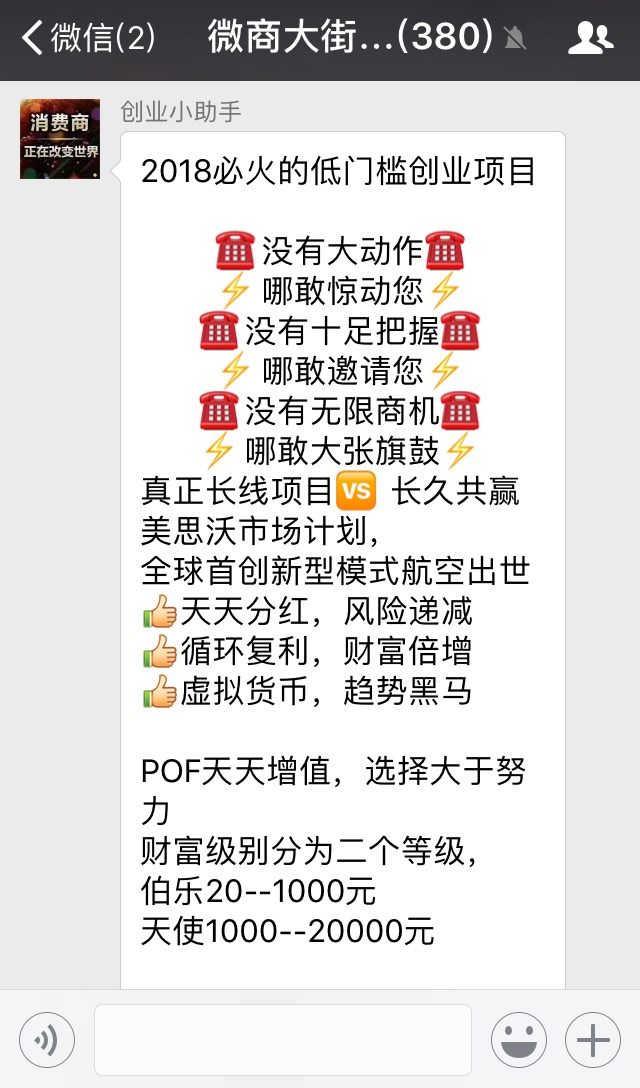 微信(2)
微商大街...(380)
创业小助手
消费商
正在改变世界
2018必火的低门槛创业项目
☎️没有大动作☎️
⚡哪敢惊动您⚡
☎️没有十足把握☎️
⚡哪敢邀请您⚡
☎️没有无限商机☎️
⚡哪敢大张旗鼓⚡
真正长线项目🆚 长久共赢
美思沃市场计划，
全球首创新型模式航空出世
👍天天分红，风险递减
👍循环复利，财富倍增
👍虚拟货币，趋势黑马
POF天天增值，选择大于努
力
财富级别分为二个等级，
伯乐20--1000元
天使1000--20000元